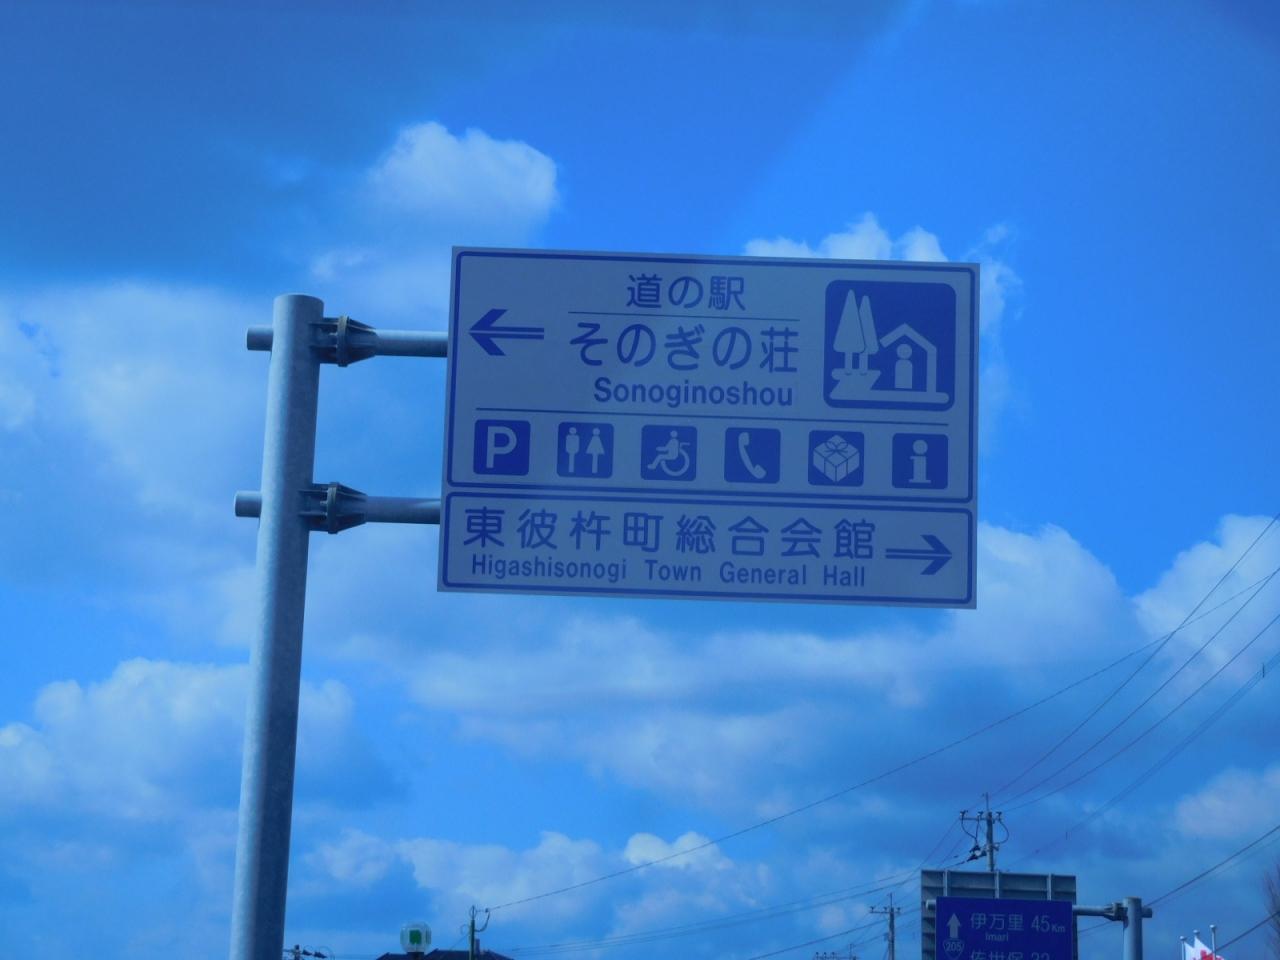 道の駅
そのぎの荘
Sonoginoshou
P
i
東彼杵町総合会館
Higashisonogi Town General Hall
伊万里 45Km
Imari
205